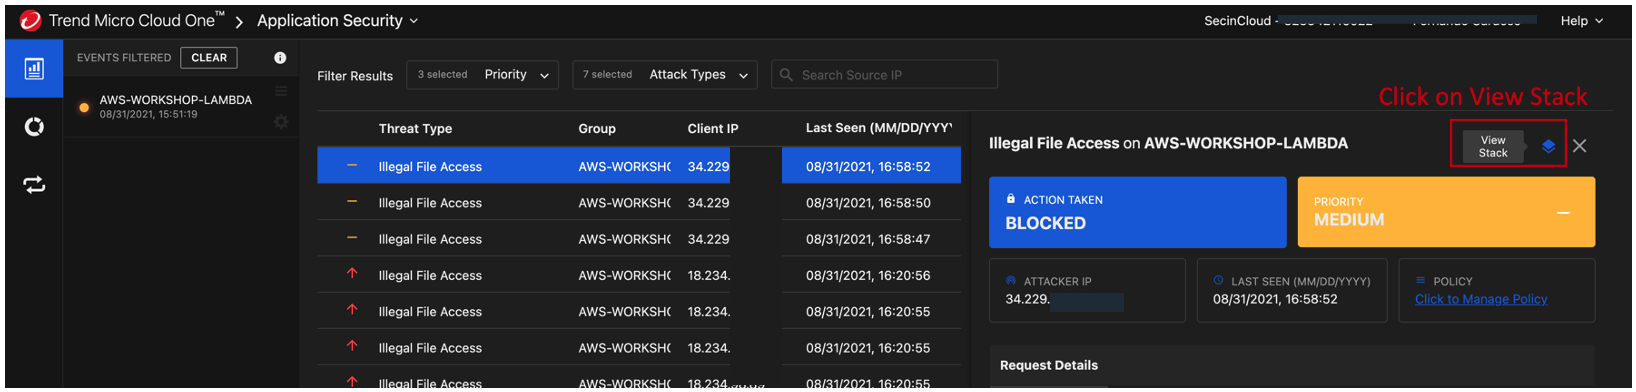 Trend Micro Cloud One™ > Application Security
SecinCloud -
Help
EVENTS FILTERED CLEAR
AWS-WORKSHOP-LAMBDA
08/31/2021, 15:51:19
Filter Results 3 selected Priority 7 selected Attack Types Search Source IP
Click on View Stack
Threat Type Group Client IP Last Seen (MM/DD/YYY
Illegal File Access AWS-WORKSH 34.229 08/31/2021, 16:58:52
Illegal File Access AWS-WORKSH 34.229 08/31/2021, 16:58:50
Illegal File Access AWS-WORKSH 34.229 08/31/2021, 16:58:47
Illegal File Access AWS-WORKSH 18.234. 08/31/2021, 16:20:56
Illegal File Access AWS-WORKSH 18.234. 08/31/2021, 16:20:55
Illegal File Access AWS-WORKSH 18.234. 08/31/2021, 16:20:55
Illegal File Access AWS-WORKSH 08/31/2021, 16:20:55
Illegal File Access on AWS-WORKSHOP-LAMBDA
View
Stack
ACTION TAKEN
BLOCKED
PRIORITY
MEDIUM
ATTACKER IP
34.229.
LAST SEEN (MM/DD/YYYY)
08/31/2021, 16:58:52
POLICY
Click to Manage Policy
Request Details